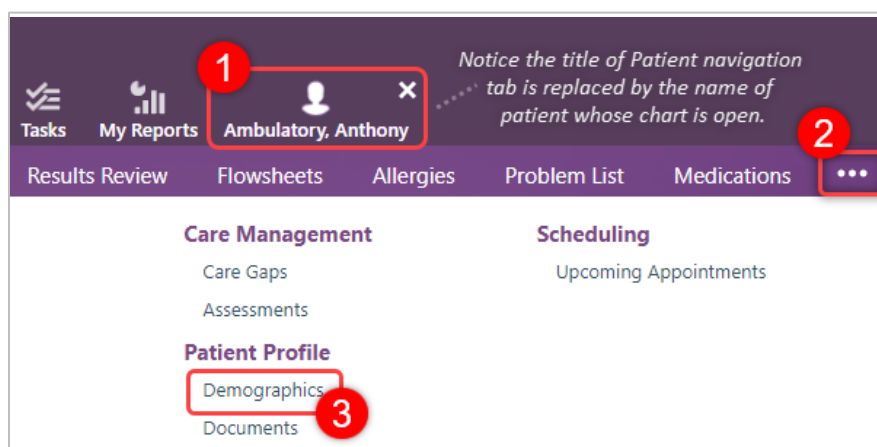 1
Notice the title of Patient navigation
tab is replaced by the name of
patient whose chart is open.
Tasks My Reports Ambulatory, Anthony
2
Results Review Flowsheets Allergies Problem List Medications
Care Management Scheduling
Care Gaps Upcoming Appointments
Assessments
Patient Profile
Demographics
3
Documents